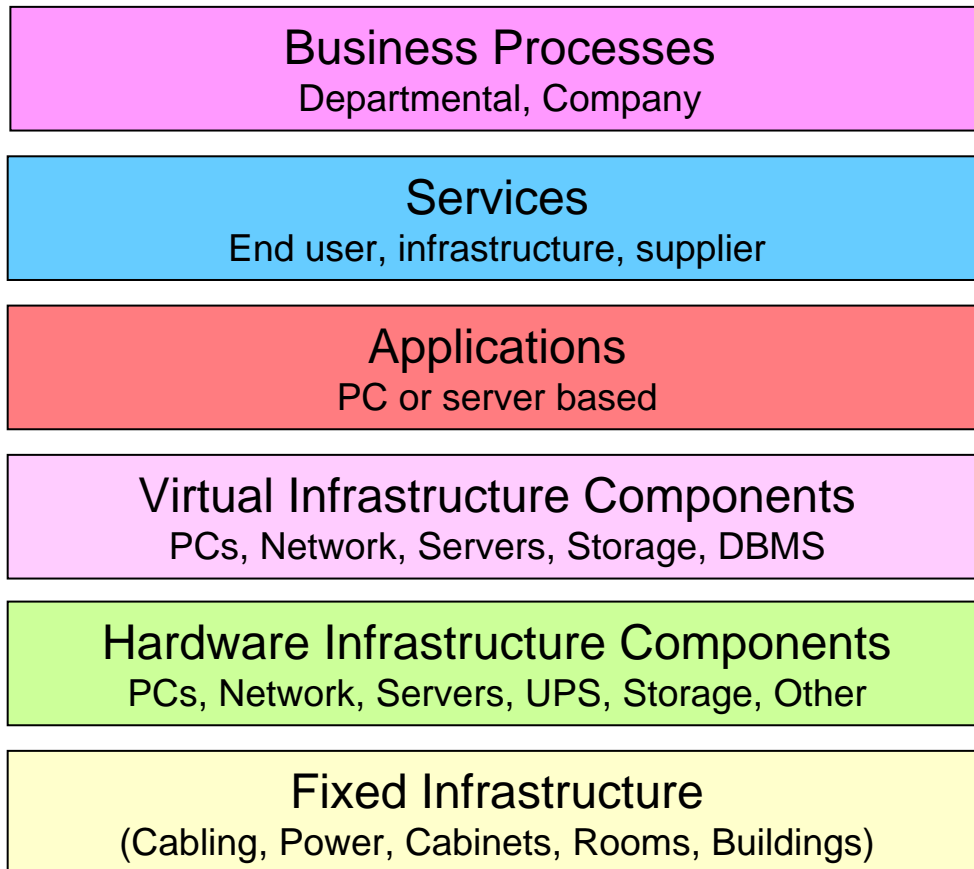 Business Processes
Departmental, Company
Services
End user, infrastructure, supplier
Applications
PC or server based
Virtual Infrastructure Components
PCs, Network, Servers, Storage, DBMS
Hardware Infrastructure Components
PCs, Network, Servers, UPS, Storage, Other
Fixed Infrastructure
(Cabling, Power, Cabinets, Rooms, Buildings)